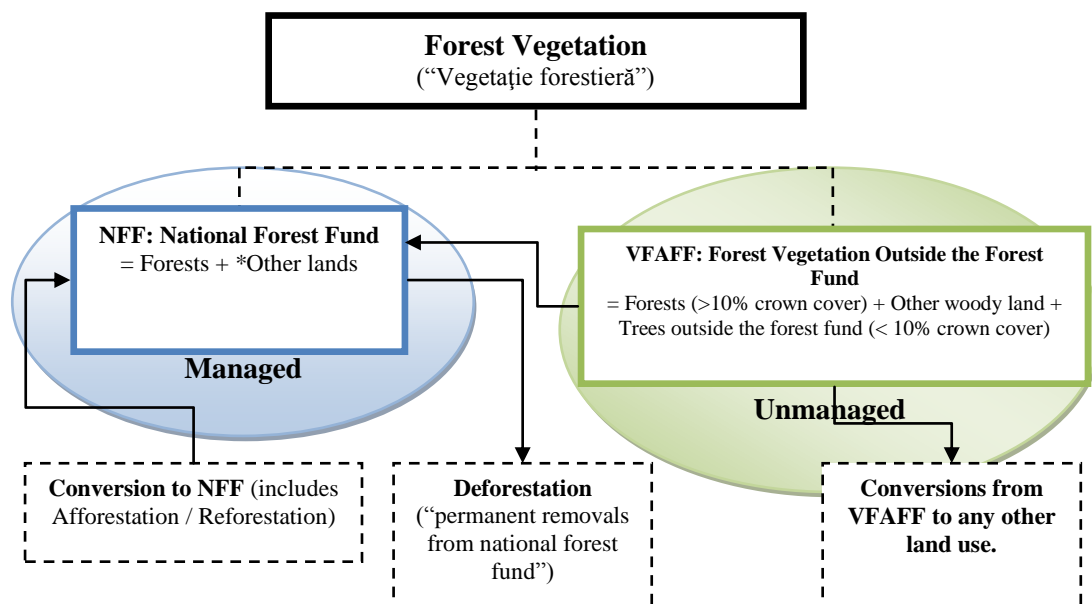 Forest Vegetation
(“Vegetaţie forestieră”)
NFF: National Forest Fund
= Forests + *Other lands
Managed
VFAFF: Forest Vegetation Outside the Forest
Fund
= Forests (>10% crown cover) + Other woody land +
Trees outside the forest fund (< 10% crown cover)
Unmanaged
Conversion to NFF (includes
Afforestation / Reforestation)
Deforestation
(“permanent removals
from national forest
fund”)
Conversions from
VFAFF to any other
land use.